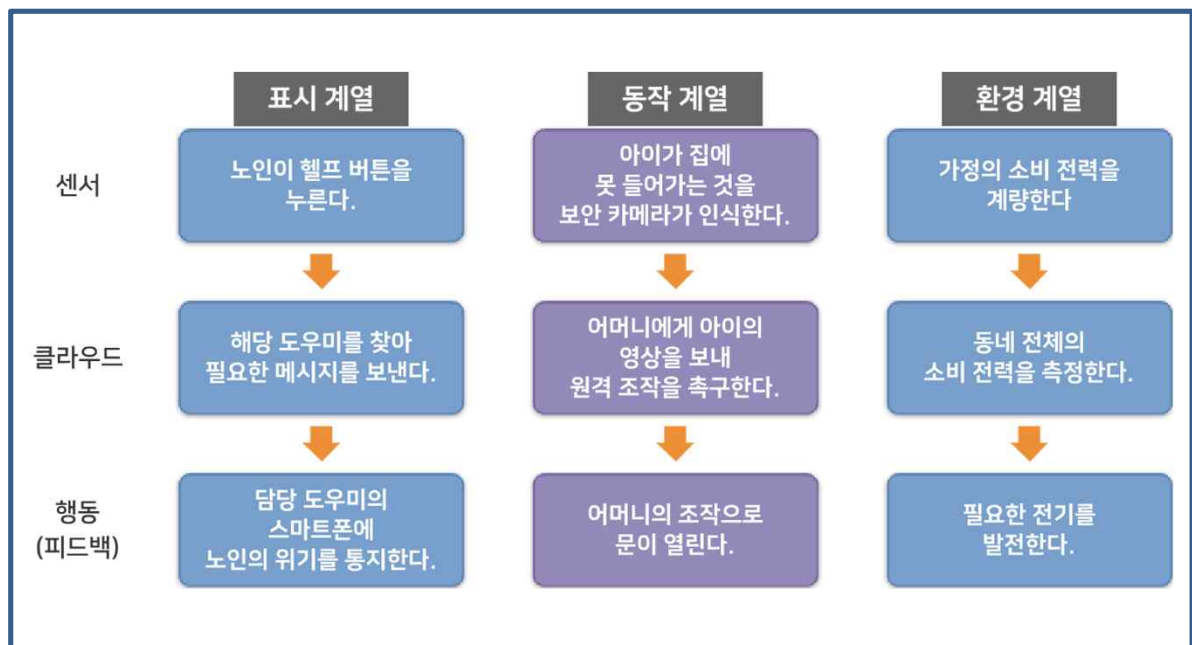 표시 계열
동작 계열
환경 계열
센서
노인이 헬프 버튼을
누른다.
아이가 집에
못 들어가는 것을
보안 카메라가 인식한다.
가정의 소비 전력을
계량한다
클라우드
해당 도우미를 찾아
필요한 메시지를 보낸다.
어머니에게 아이의
영상을 보내
원격 조작을 촉구한다.
동네 전체의
소비 전력을 측정한다.
행동
(피드백)
담당 도우미의
스마트폰에
노인의 위기를 통지한다.
어머니의 조작으로
문이 열린다.
필요한 전기를
발전한다.